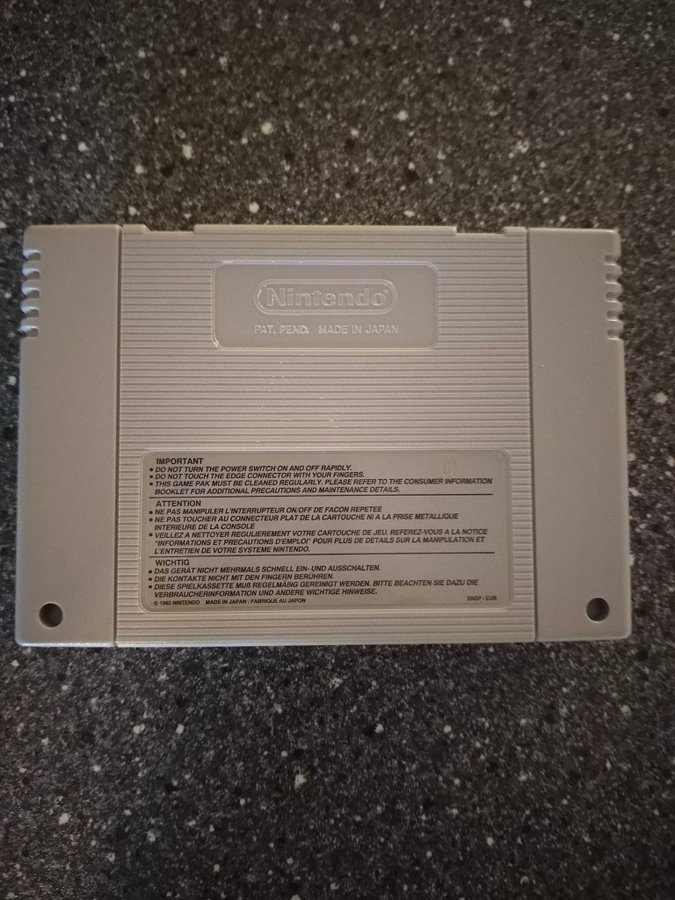 Nintendo
PAT. PEND. MADE IN JAPAN
IMPORTANT
• DO NOT TURN THE POWER SWITCH ON AND OFF RAPIDLY.
• DO NOT TOUCH THE EDGE CONNECTOR WITH YOUR FINGERS.
• THIS GAME PAK MUST BE CLEANED REGULARLY. PLEASE REFER TO THE CONSUMER INFORMATION
BOOKLET FOR ADDITIONAL PRECAUTIONS AND MAINTENANCE DETAILS.
ATTENTION
• NE PAS MANIPULER L'INTERRUPTEUR ON/OFF DE FACON REPETEE
• NE PAS TOUCHER AU CONNECTEUR PLAT DE LA CARTOUCHE NI A LA PRISE METALLIQUE
INTERIEURE DE LA CONSOLE
• VEILLEZ A NETTOYER REGULIEREMENT VOTRE CARTOUCHE DE JEU. REFEREZ-VOUS A LA NOTICE
"INFORMATIONS ET PRECAUTIONS D'EMPLOI" POUR PLUS DE DETAILS SUR LA MANIPULATION ET
L'ENTRETIEN DE VOTRE SYSTEME NINTENDO.
WICHTIG
• DAS GERÄT NICHT MEHRMALS SCHNELL EIN- UND AUSSCHALTEN.
• DIE KONTAKTE NICHT MIT DEN FINGERN BERÜHREN.
• DIESE SPIELKASSETTE MUß REGELMÄßIG GEREINIGT WERDEN. BITTE BEACHTEN SIE DAZU DIE
VERBRAUCHERINFORMATION UND ANDERE WICHTIGE HINWEISE.
© 1992 NINTENDO MADE IN JAPAN / FABRIQUE AU JAPON SNSP - EUR